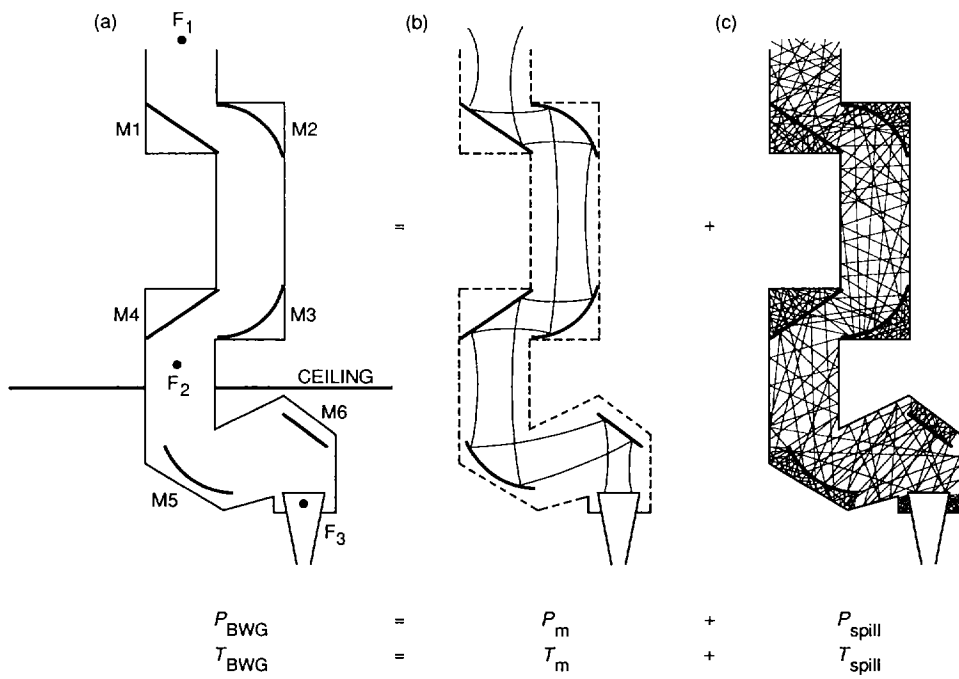 (a) F1 (b) (c)
M1 M2
= +
M4 M3
F2 CEILING
M6
M5
F3
PBWG = Pm + Pspill
TBWG = Tm + Tspill